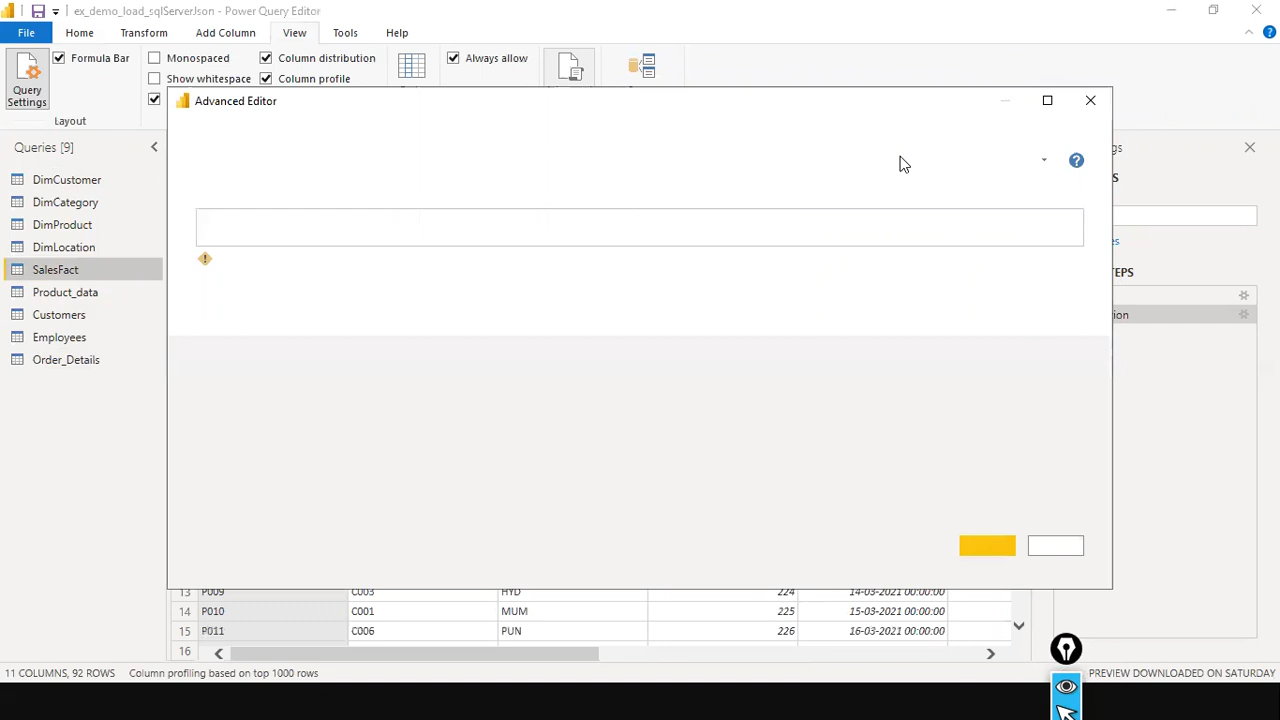 ex_demo_load_sqlServerJson - Power Query Editor
File Home Transform Add Column View Tools Help
Query Settings
Formula Bar
Monospaced
Show whitespace
Column distribution
Column profile
Always allow
Layout
Advanced Editor
Queries [9]
DimCustomer
DimCategory
DimProduct
DimLocation
SalesFact
Product_data
Customers
Employees
Order_Details
13 P009 C003 HYD 224 14-03-2021 00:00:00
14 P010 C001 MUM 225 15-03-2021 00:00:00
15 P011 C006 PUN 226 16-03-2021 00:00:00
16
11 COLUMNS, 92 ROWS Column profiling based on top 1000 rows PREVIEW DOWNLOADED ON SATURDAY